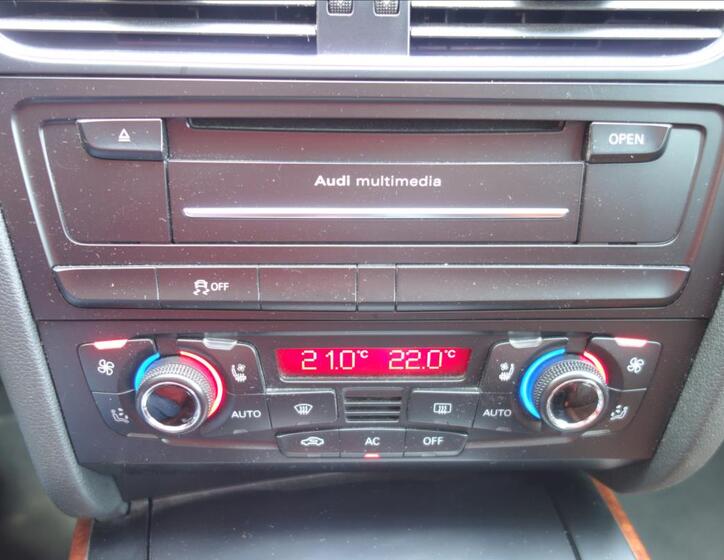 OPEN
Audi multimedia
OFF
21.0°C 22.0°C
AUTO
AUTO
AC
OFF